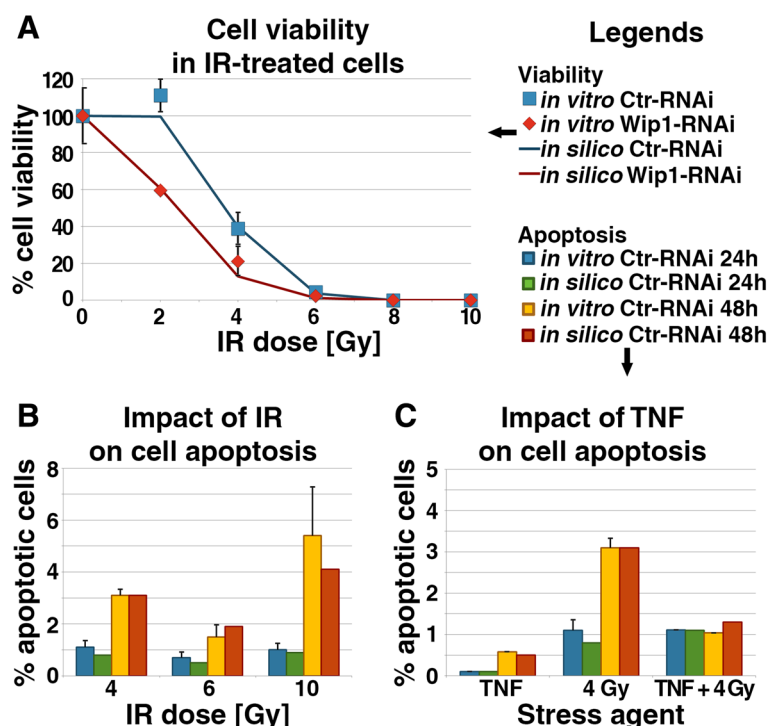 A
Cell viability
in IR-treated cells
% cell viability
120
100
80
60
40
20
0
0 2 4 6 8 10
IR dose [Gy]
Legends
Viability
in vitro Ctr-RNAi
in vitro Wip1-RNAi
in silico Ctr-RNAi
in silico Wip1-RNAi
Apoptosis
in vitro Ctr-RNAi 24h
in silico Ctr-RNAi 24h
in vitro Ctr-RNAi 48h
in silico Ctr-RNAi 48h
B
Impact of IR
on cell apoptosis
% apoptotic cells
8
6
4
2
0
4 6 10
IR dose [Gy]
C
Impact of TNF
on cell apoptosis
% apoptotic cells
5
4
3
2
1
0
TNF 4 Gy TNF + 4Gy
Stress agent